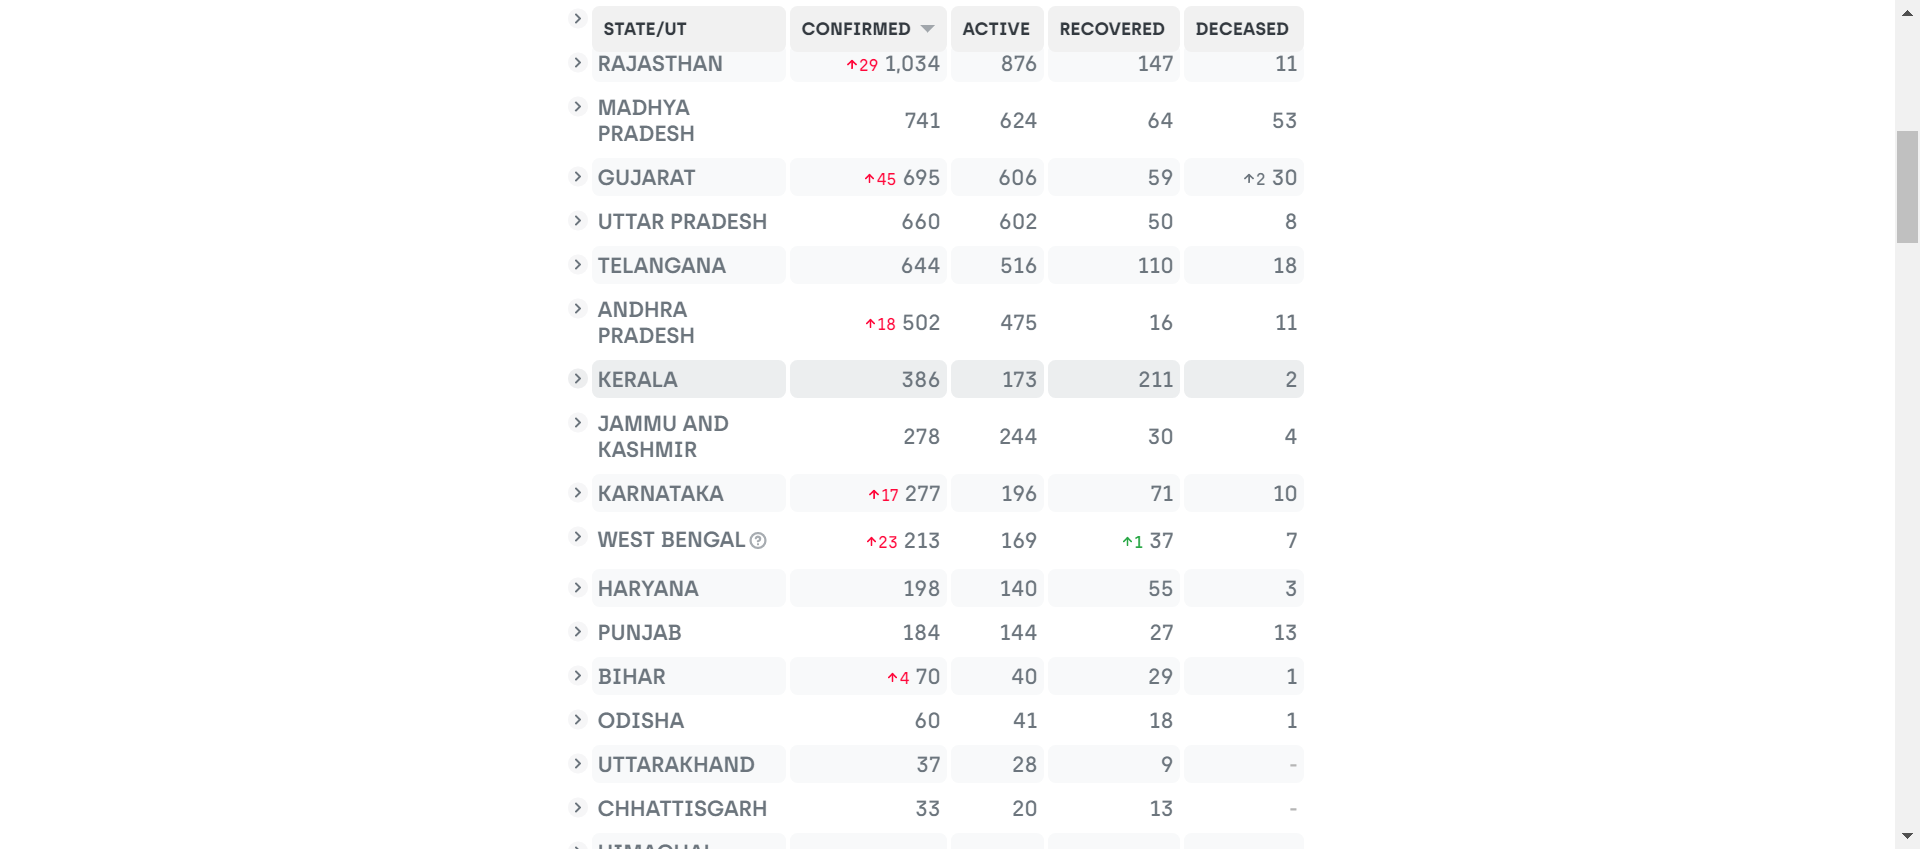 STATE/UT CONFIRMED ACTIVE RECOVERED DECEASED
RAJASTHAN ↑29 1,034 876 147 11
MADHYA
PRADESH 741 624 64 53
GUJARAT ↑45 695 606 59 ↑2 30
UTTAR PRADESH 660 602 50 8
TELANGANA 644 516 110 18
ANDHRA
PRADESH ↑18 502 475 16 11
KERALA 386 173 211 2
JAMMU AND
KASHMIR 278 244 30 4
KARNATAKA ↑17 277 196 71 10
WEST BENGAL ↑23 213 169 ↑1 37 7
HARYANA 198 140 55 3
PUNJAB 184 144 27 13
BIHAR ↑4 70 40 29 1
ODISHA 60 41 18 1
UTTARAKHAND 37 28 9 -
CHHATTISGARH 33 20 13 -